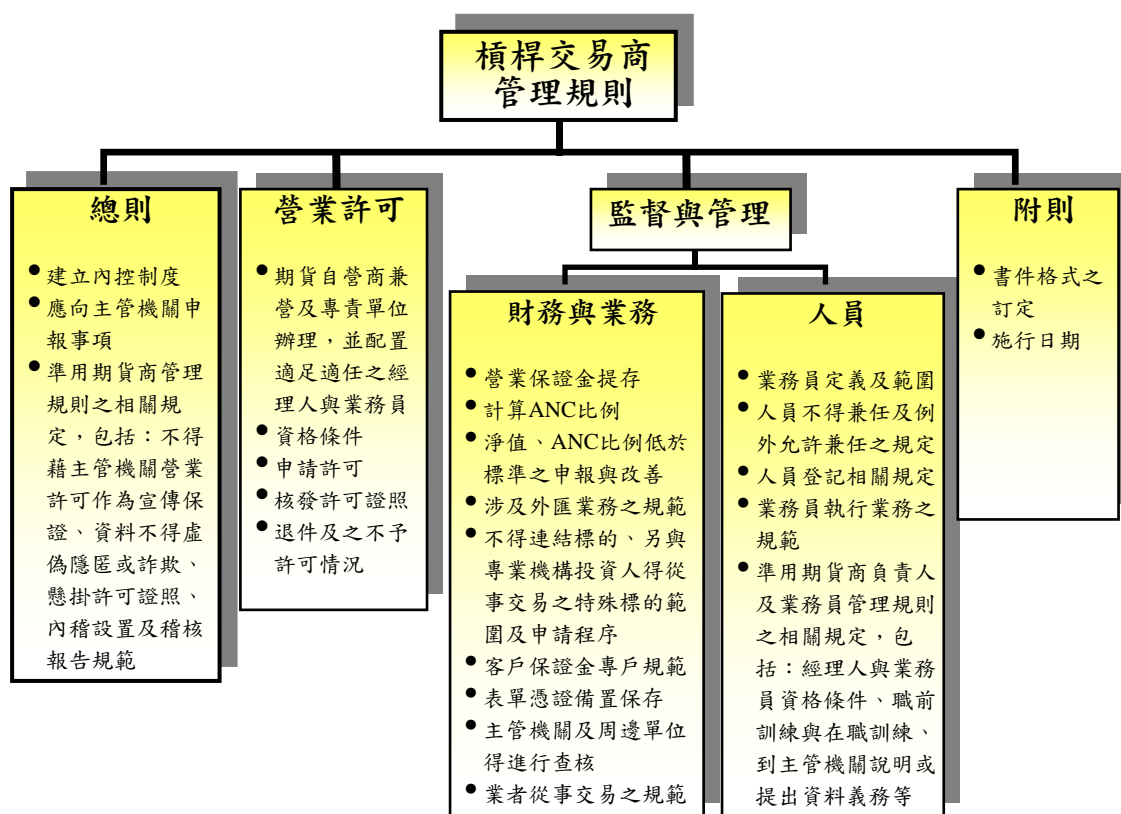 槓桿交易商
管理規則
總則
● 建立內控制度
● 應向主管機關申
報事項
● 準用期貨商管理
規則之相關規
定，包括：不得
藉主管機關營業
許可作為宣傳保
證、資料不得虛
偽隱匿或詐欺、
懸掛許可證照、
內稽設置及稽核
報告規範
營業許可
● 期貨自營商兼
營及專責單位
辦理，並配置
適足適任之經
理人與業務員
● 資格條件
● 申請許可
● 核發許可證照
● 退件及之不予
許可情況
監督與管理
財務與業務
● 營業保證金提存
● 計算ANC比例
● 淨值、ANC比例低於
標準之申報與改善
● 涉及外匯業務之規範
● 不得連結標的、另與
專業機構投資人得從
事交易之特殊標的範
圍及申請程序
● 客戶保證金專戶規範
● 表單憑證備置保存
● 主管機關及周邊單位
得進行查核
● 業者從事交易之規範
人員
● 業務員定義及範圍
● 人員不得兼任及例
外允許兼任之規定
● 人員登記相關規定
● 業務員執行業務之
規範
● 準用期貨商負責人
及業務員管理規則
之相關規定，包
括：經理人與業務
員資格條件、職前
訓練與在職訓練、
到主管機關說明或
提出資料義務等
附則
● 書件格式之
訂定
● 施行日期